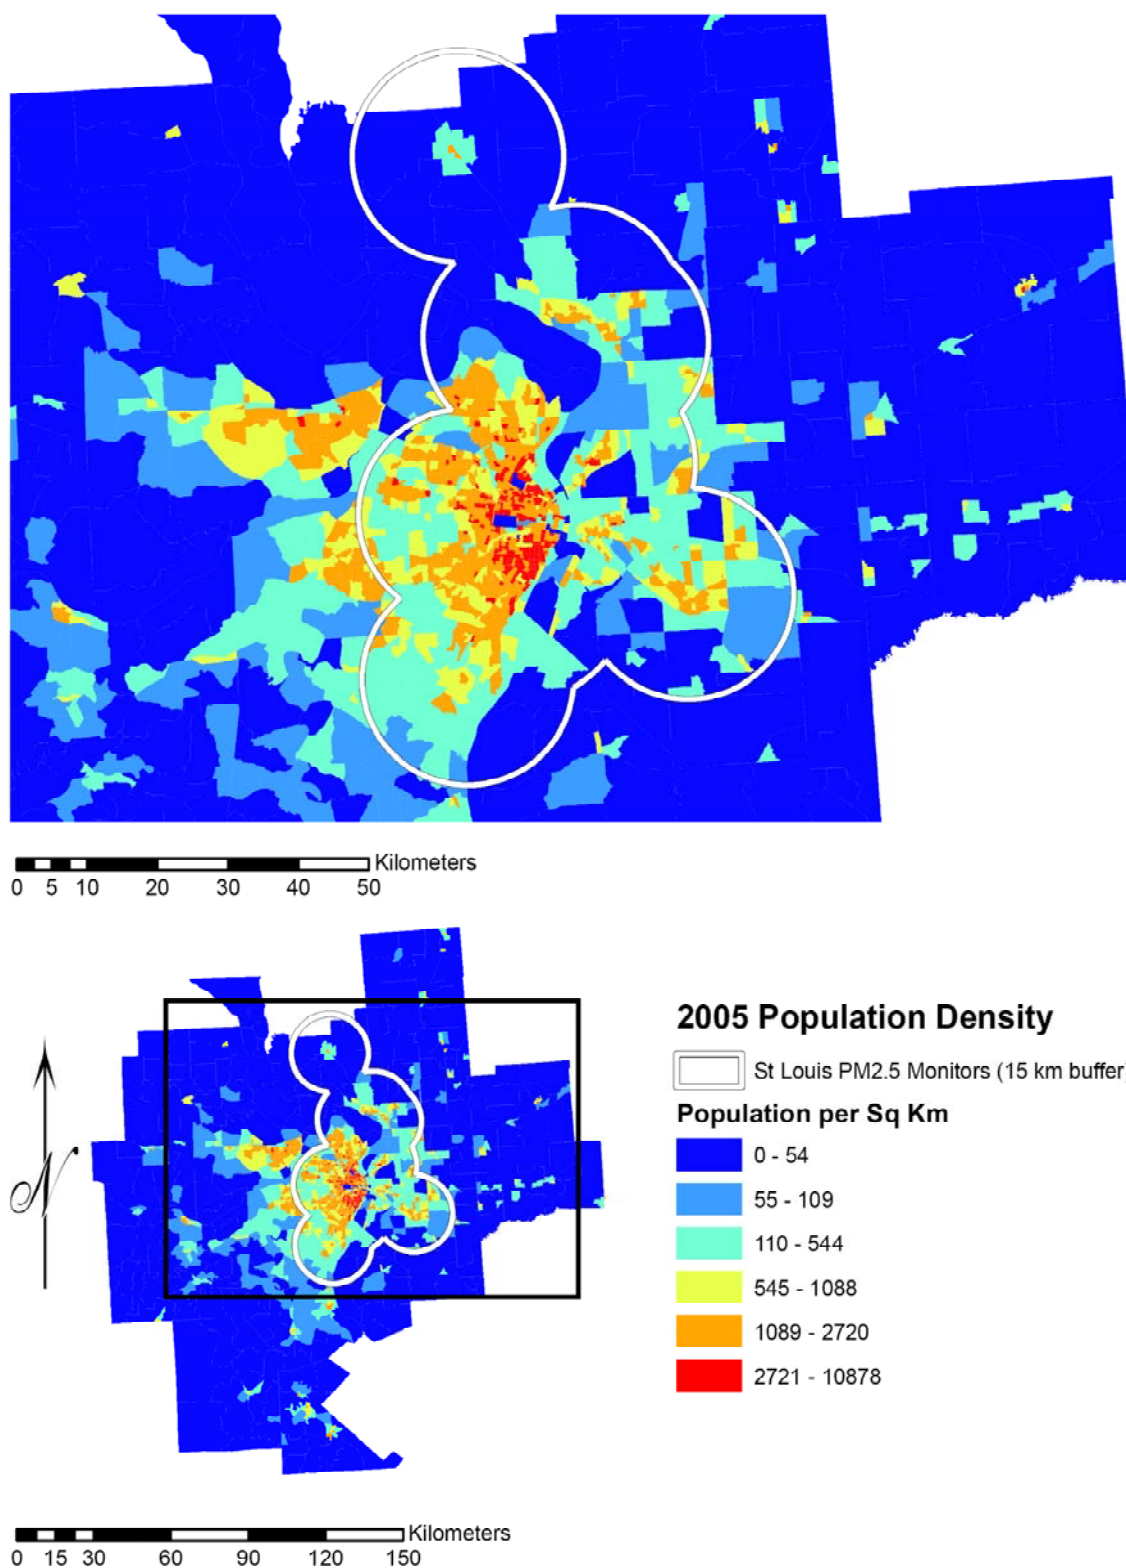 Kilometers
0 5 10 20 30 40 50
2005 Population Density
St Louis PM2.5 Monitors (15 km buffer)
Population per Sq Km
0 - 54
55 - 109
110 - 544
545 - 1088
1089 - 2720
2721 - 10878
N
Kilometers
0 15 30 60 90 120 150